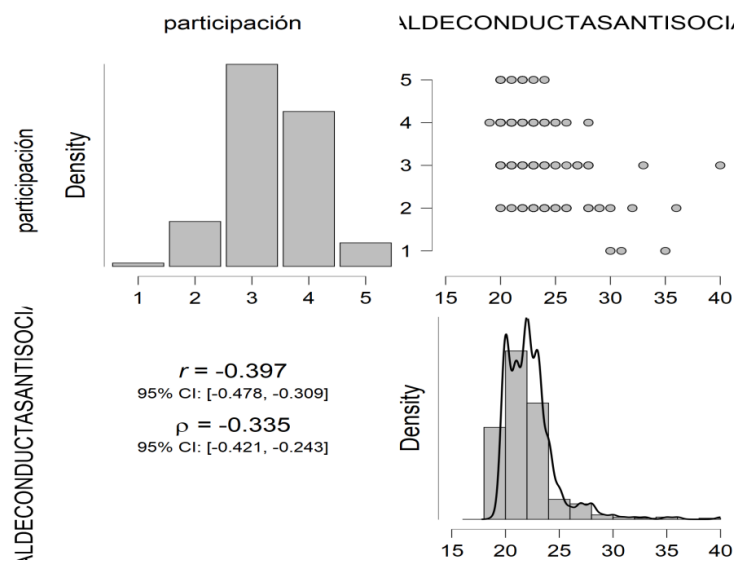 participación
ALDECONDUCTASANTISOCIA
participación
Density
1 2 3 4 5
5
4
3
2
1
15 20 25 30 35 40
ALDECONDUCTASANTISOCIA
r = -0.397
95% CI: [-0.478, -0.309]
ρ = -0.335
95% CI: [-0.421, -0.243]
Density
15 20 25 30 35 40